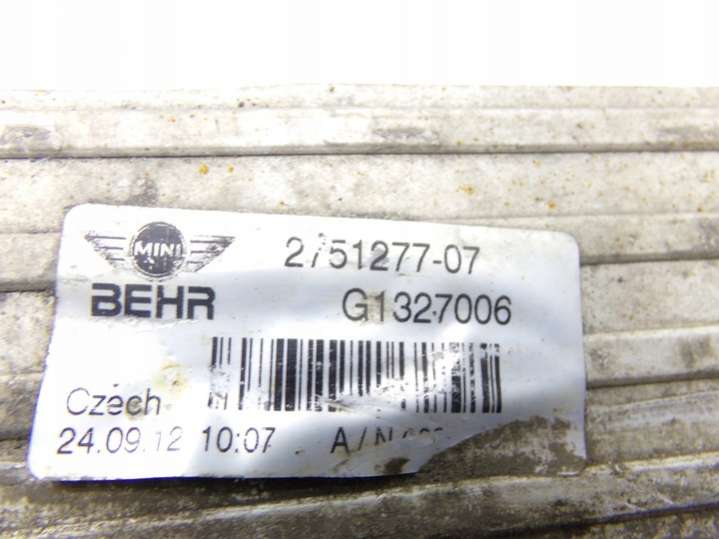 MINI
2751277-07
BEHR
G1327006
Czech
24.09.12 10:07
A/N